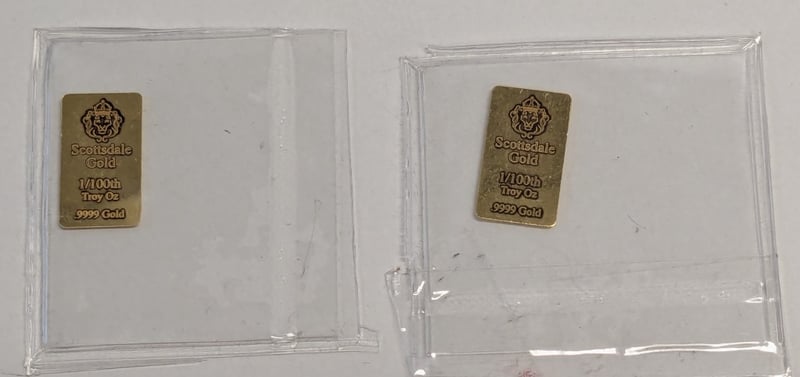 Scottsdale
Gold
1/100th
Troy Oz
.9999 Gold
Scottsdale
Gold
1/100th
Troy Oz
.9999 Gold